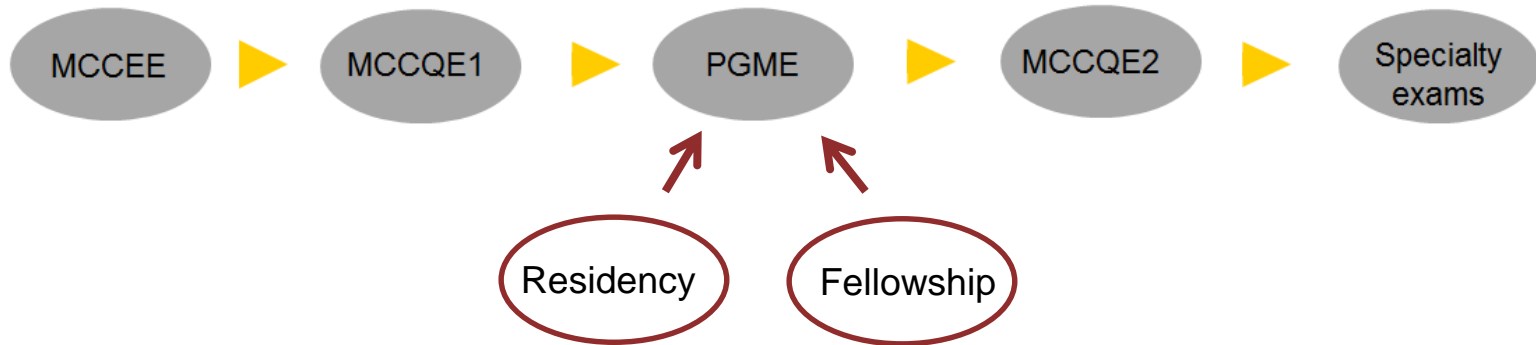 MCCEE
MCCQE1
PGME
MCCQE2
Specialty
exams
Residency
Fellowship